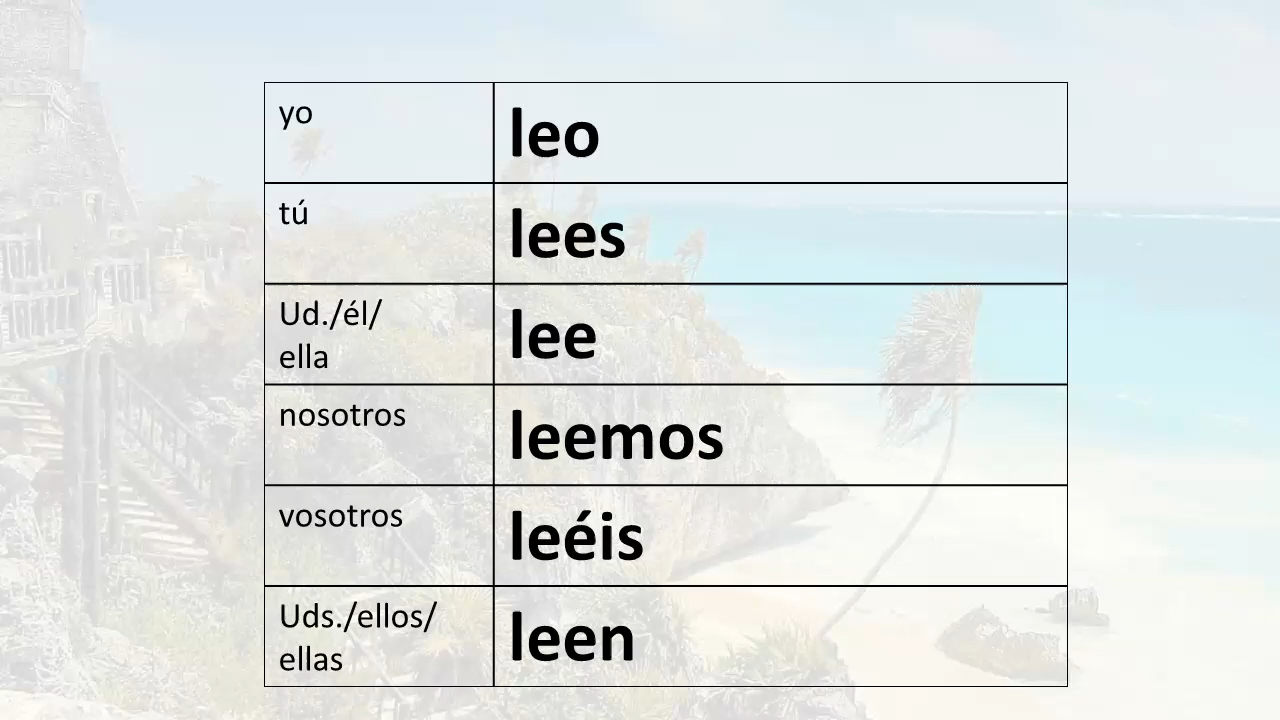 yo
leo
tú
lees
Ud./él/
ella
lee
nosotros
leemos
vosotros
leéis
Uds./ellos/
ellas
leen